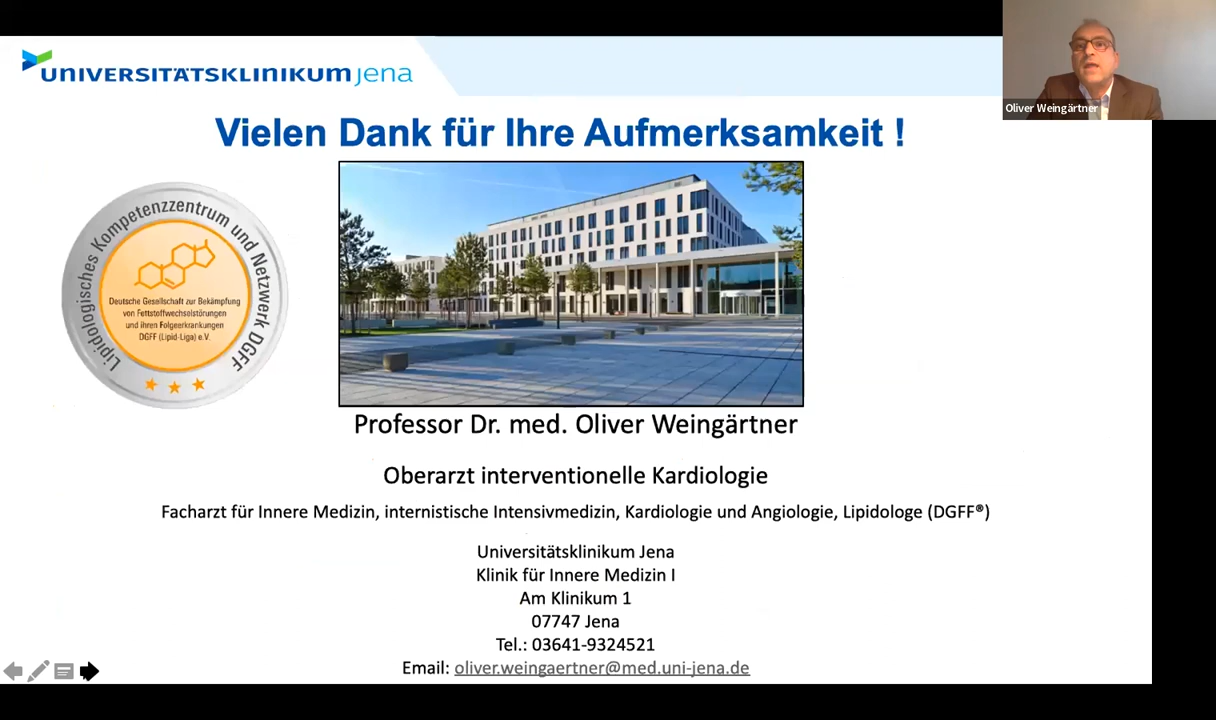 UNIVERSITÄTSKLINIKUM jena
Oliver Weingärtner
Vielen Dank für Ihre Aufmerksamkeit !
Lipidologisches Kompetenzzentrum und Netzwerk DGFF
Deutsche Gesellschaft zur Bekämpfung
von Fettstoffwechselstörungen
und ihren Folgeerkrankungen
DGFF (Lipid-Liga) e.V.
Professor Dr. med. Oliver Weingärtner
Oberarzt interventionelle Kardiologie
Facharzt für Innere Medizin, internistische Intensivmedizin, Kardiologie und Angiologie, Lipidologe (DGFF®)
Universitätsklinikum Jena
Klinik für Innere Medizin I
Am Klinikum 1
07747 Jena
Tel.: 03641-9324521
Email: oliver.weingaertner@med.uni-jena.de